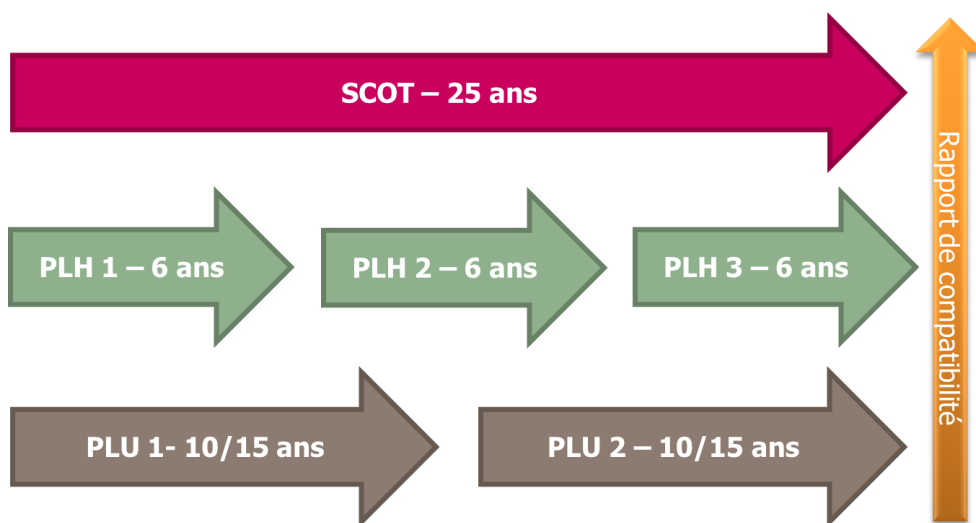 SCOT – 25 ans
PLH 1 – 6 ans
PLH 2 – 6 ans
PLH 3 – 6 ans
PLU 1- 10/15 ans
PLU 2 – 10/15 ans
Rapport de compatibilité